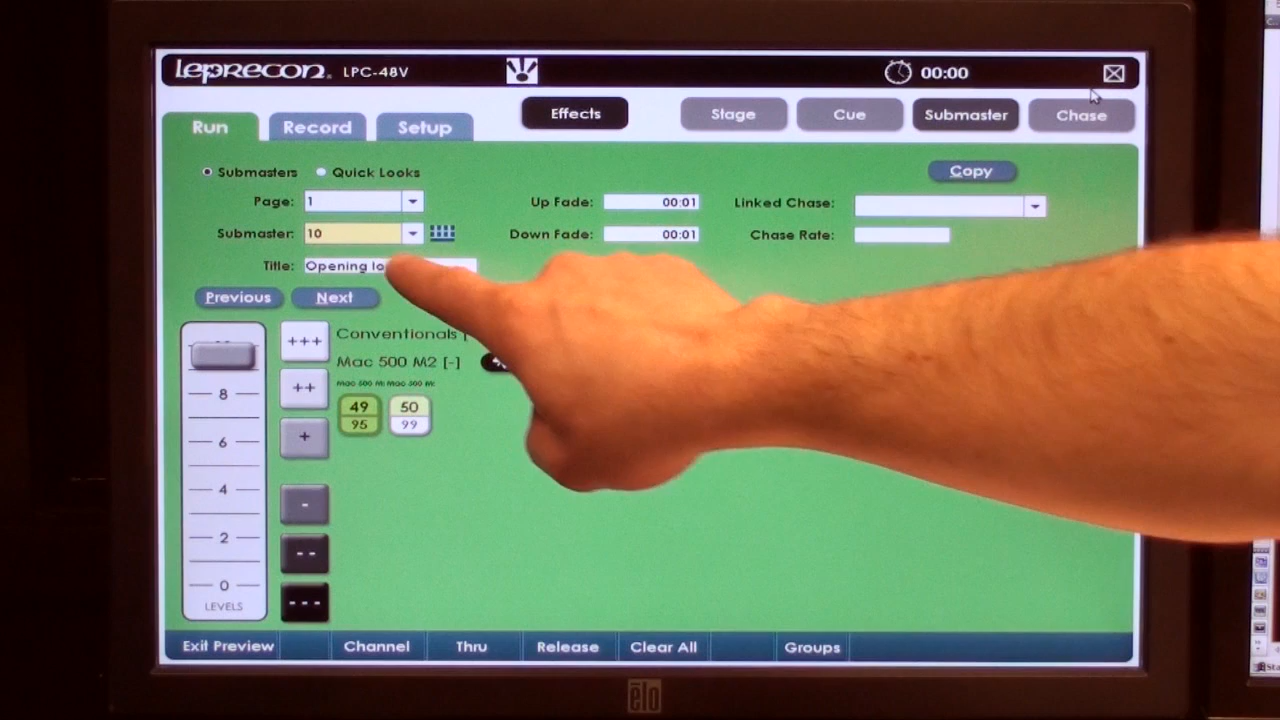 Leprecon LPC-48V 00:00
Effects Stage Cue Submaster Chase
Run Record Setup
Submasters Quick Looks Copy
Page: 1 Up Fade: 00:01 Linked Chase:
Submaster: 10 Down Fade: 00:01 Chase Rate:
Title: Opening
Previous Next
+++ Conventionals
Mac 500 M2 [-]
8 ++
49 50
95 99
6 +
4
-
2 --
0 ---
LEVELS
Exit Preview Channel Thru Release Clear All Groups
elo